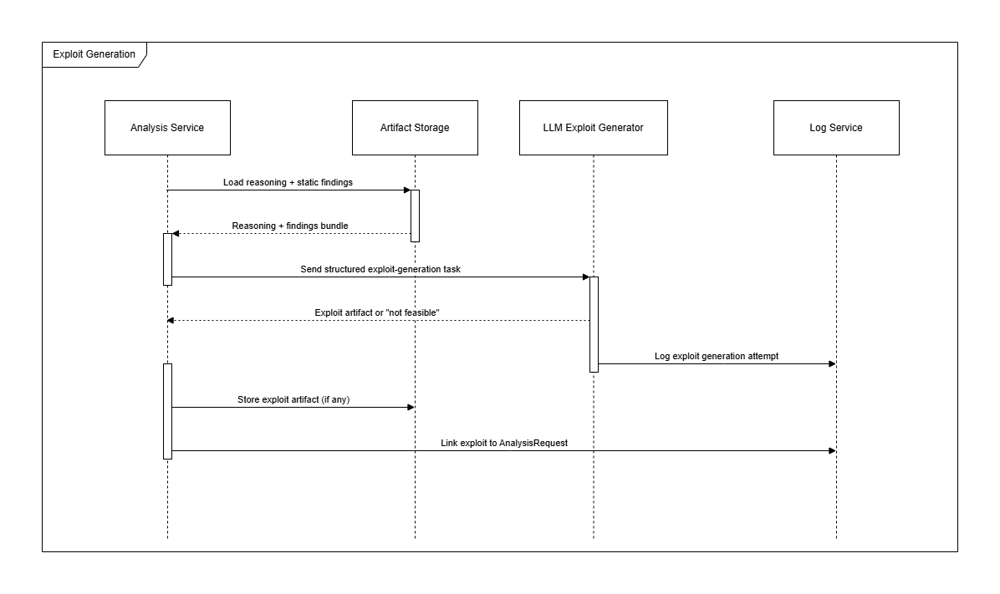 Exploit Generation
Analysis Service
Artifact Storage
LLM Exploit Generator
Log Service
Load reasoning + static findings
Reasoning + findings bundle
Send structured exploit-generation task
Exploit artifact or "not feasible"
Log exploit generation attempt
Store exploit artifact (if any)
Link exploit to AnalysisRequest